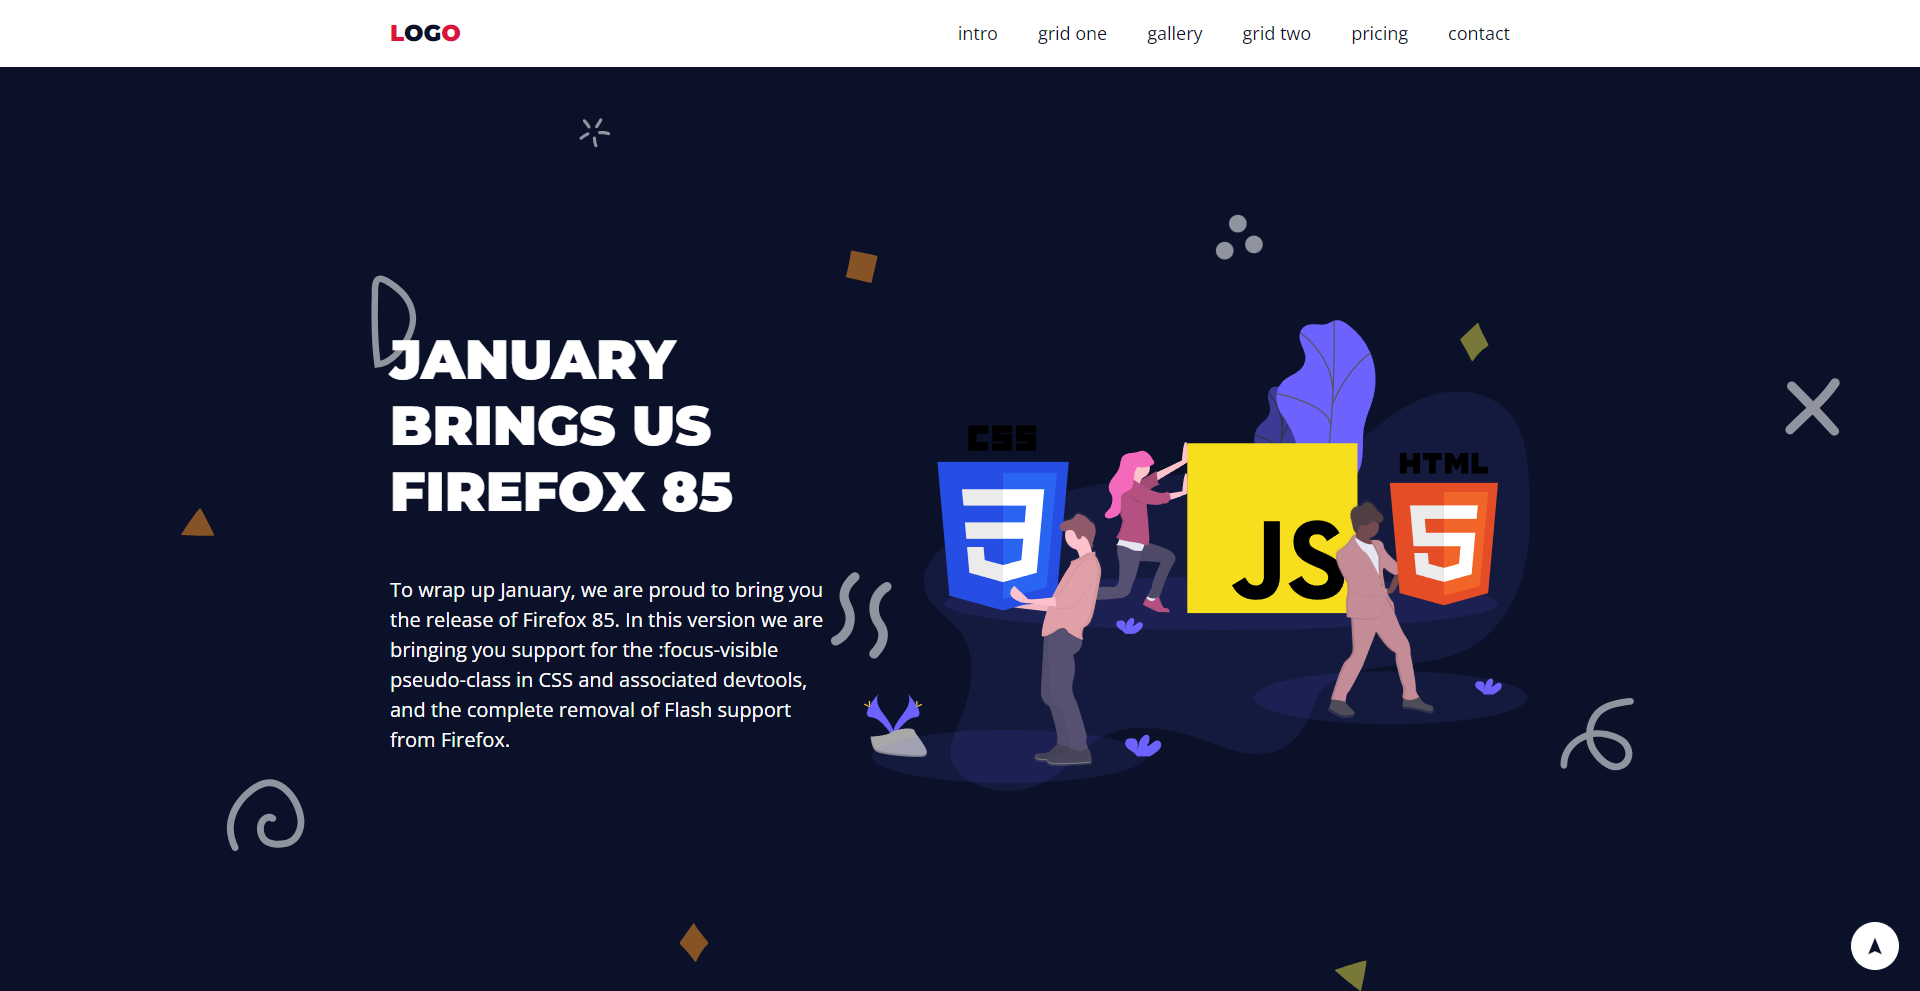 LOGO
intro
grid one
gallery
grid two
pricing
contact
JANUARY
BRINGS US
FIREFOX 85
To wrap up January, we are proud to bring you
the release of Firefox 85. In this version we are
bringing you support for the :focus-visible
pseudo-class in CSS and associated devtools,
and the complete removal of Flash support
from Firefox.
CSS
3
JS
HTML
5